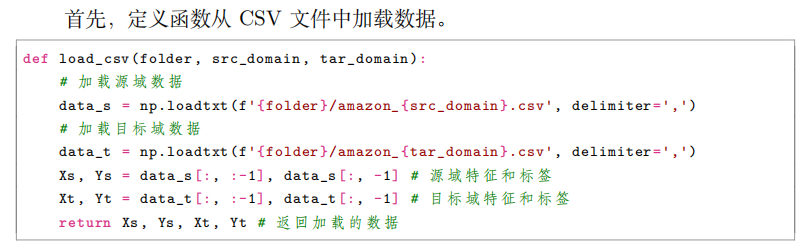 首先，定义函数从 CSV 文件中加载数据。
def load_csv(folder, src_domain, tar_domain):
    # 加载源域数据
    data_s = np.loadtxt(f'{folder}/amazon_{src_domain}.csv', delimiter=',')
    # 加载目标域数据
    data_t = np.loadtxt(f'{folder}/amazon_{tar_domain}.csv', delimiter=',')
    Xs, Ys = data_s[:, :-1], data_s[:, -1] # 源域特征和标签
    Xt, Yt = data_t[:, :-1], data_t[:, -1] # 目标域特征和标签
    return Xs, Ys, Xt, Yt # 返回加载的数据